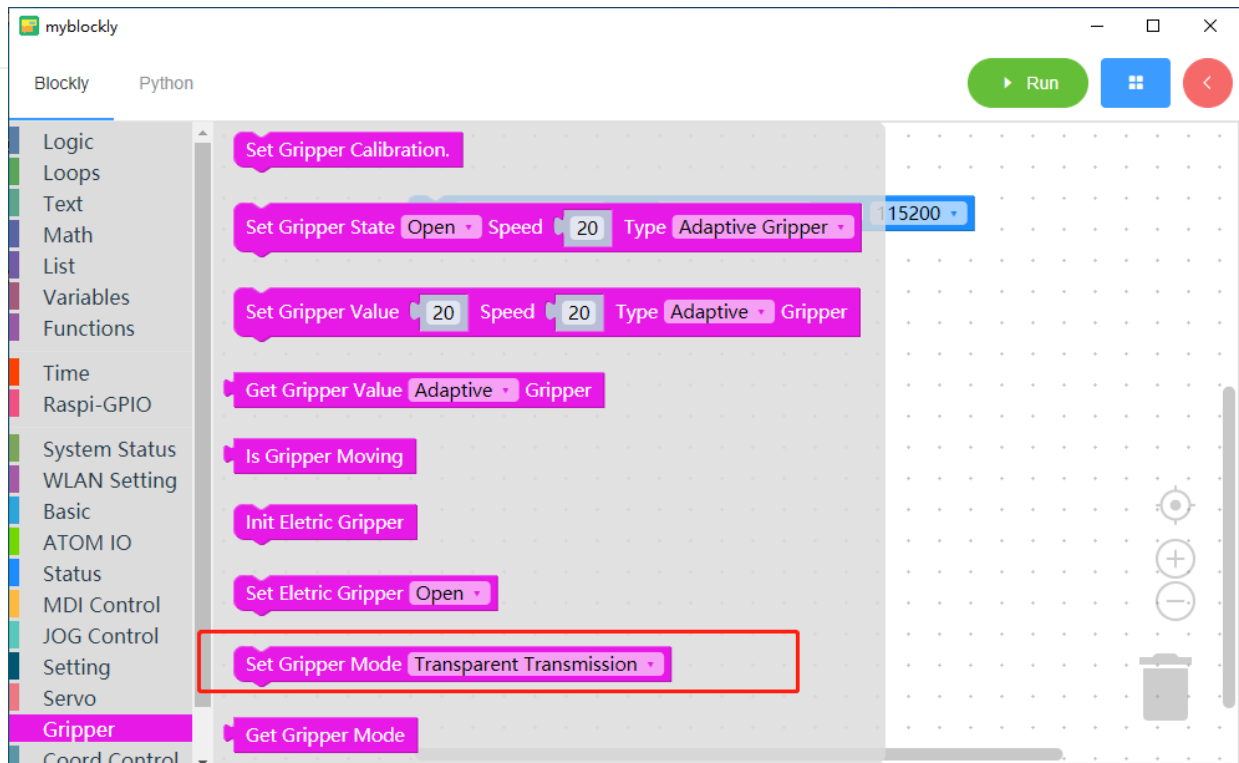 myblockly
Blockly Python
Run
Logic
Loops
Text
Math
List
Variables
Functions
Time
Raspi-GPIO
System Status
WLAN Setting
Basic
ATOM IO
Status
MDI Control
JOG Control
Setting
Servo
Gripper
Coord Control
Set Gripper Calibration.
115200
Set Gripper State Open Speed 20 Type Adaptive Gripper
Set Gripper Value 20 Speed 20 Type Adaptive Gripper
Get Gripper Value Adaptive Gripper
Is Gripper Moving
Init Eletric Gripper
Set Eletric Gripper Open
Set Gripper Mode Transparent Transmission
Get Gripper Mode